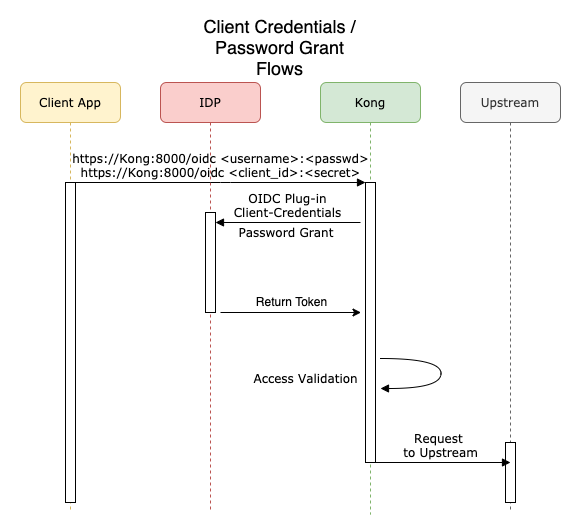 Client Credentials /
Password Grant
Flows
Client App
IDP
Kong
Upstream
https://Kong:8000/oidc <username>:<passwd>
https://Kong:8000/oidc <client_id>:<secret>
OIDC Plug-in
Client-Credentials
Password Grant
Return Token
Access Validation
Request
to Upstream